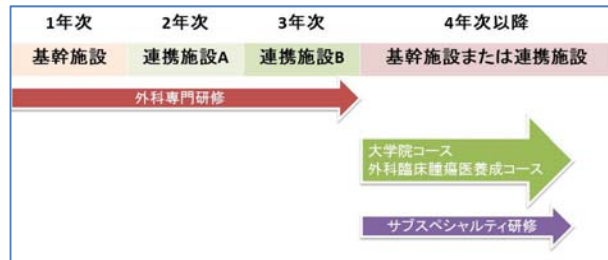 1年次 2年次 3年次 4年次以降
基幹施設 連携施設A 連携施設B 基幹施設または連携施設
外科専門研修
大学院コース
外科臨床腫瘍医養成コース
サブスペシャルティ研修